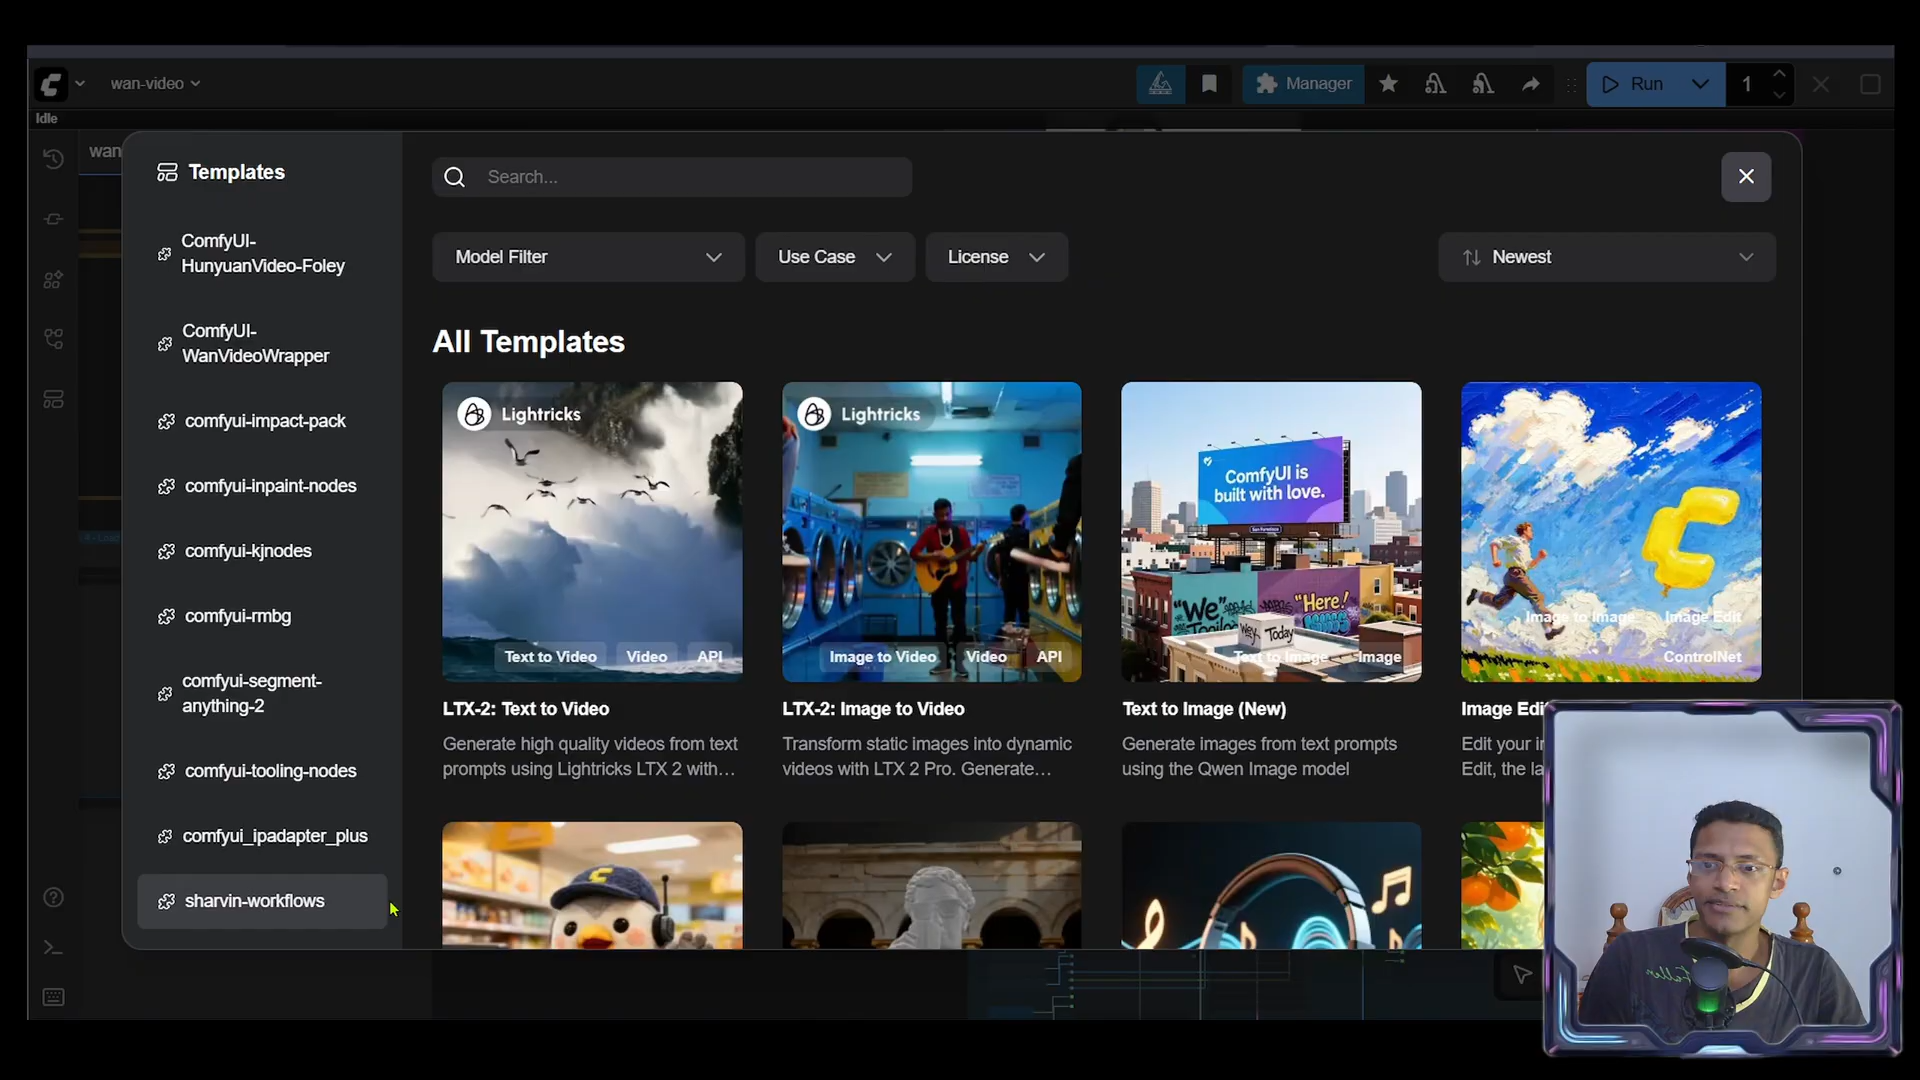 wan-video
Manager
Run
1
Idle
wan
Templates
Search...
ComfyUI-
HunyuanVideo-Foley
Model Filter
Use Case
License
Newest
ComfyUI-
WanVideoWrapper
All Templates
comfyui-impact-pack
comfyui-inpaint-nodes
comfyui-kjnodes
comfyui-rmbg
comfyui-segment-
anything-2
comfyui-tooling-nodes
comfyui_ipadapter_plus
sharvin-workflows
Lightricks
Text to Video
Video
API
LTX-2: Text to Video
Generate high quality videos from text
prompts using Lightricks LTX 2 with...
Lightricks
Image to Video
Video
API
LTX-2: Image to Video
Transform static images into dynamic
videos with LTX 2 Pro. Generate...
ComfyUI is
built with love.
San Francisco
"We"
"Here!
Hey
Today
Text to Image
Image
Text to Image (New)
Generate images from text prompts
using the Qwen Image model
Image to Image
Image Edit
ControlNet
Image Edi
Edit your i
Edit, the la